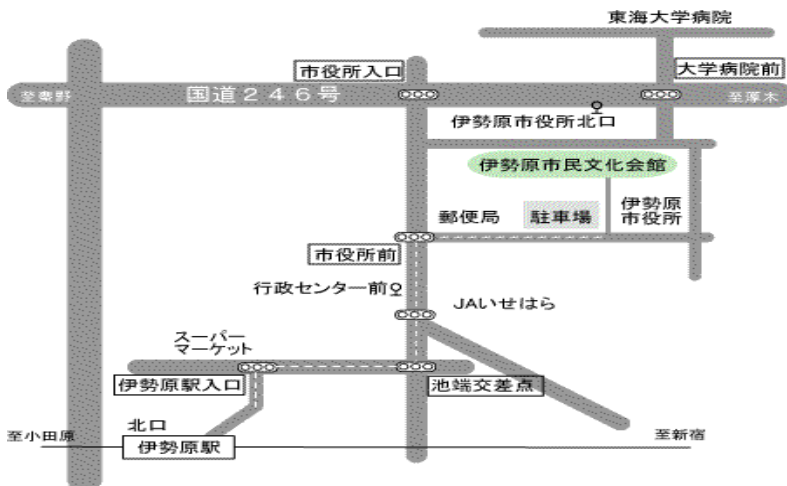 東海大学病院
市役所入口
大学病院前
至秦野
国道２４６号
至厚木
伊勢原市役所北口
伊勢原市民文化会館
郵便局
駐車場
伊勢原
市役所
市役所前
行政センター前
JAいせはら
スーパー
マーケット
伊勢原駅入口
池端交差点
北口
至小田原
伊勢原駅
至新宿